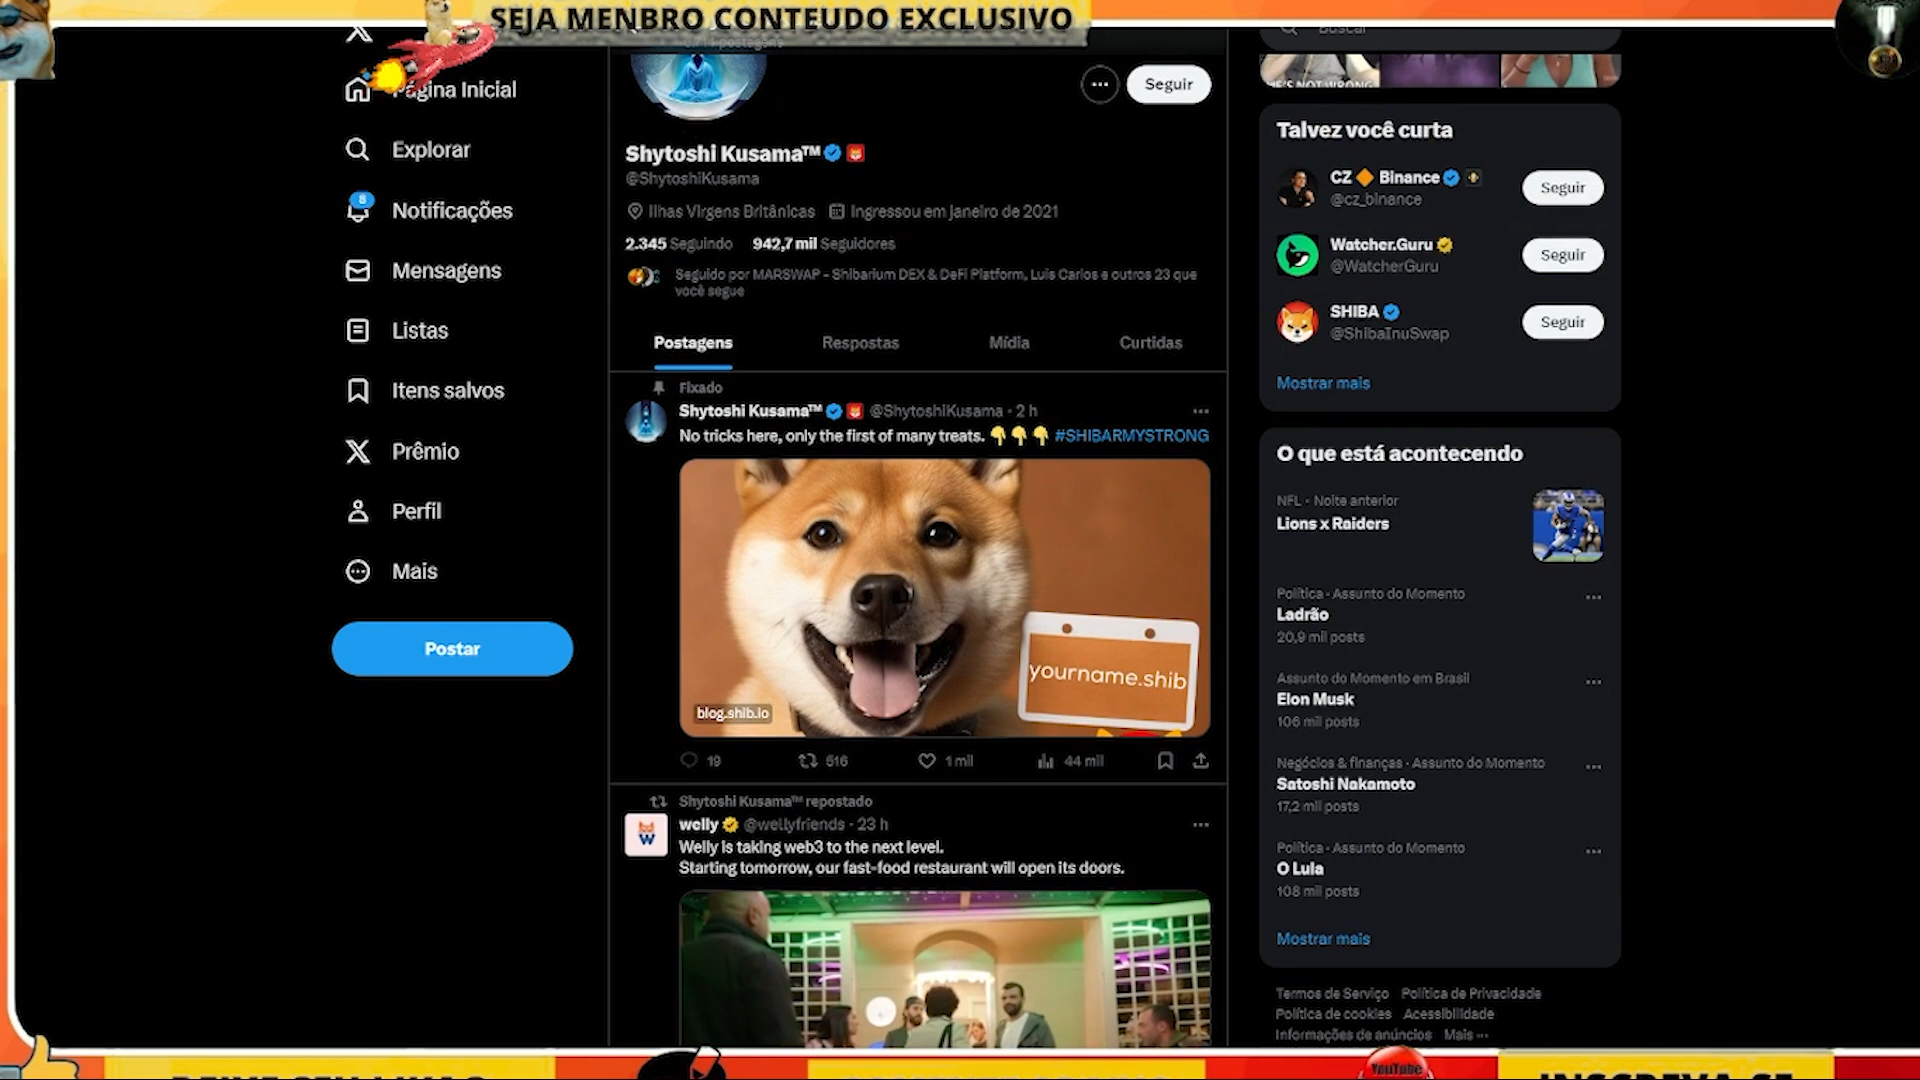 SEJA MENBRO CONTEUDO EXCLUSIVO
Página Inicial
Explorar
8
Notificações
Mensagens
Listas
Itens salvos
Prêmio
Perfil
Mais
Postar
Seguir
Shytoshi Kusama™
@ShytoshiKusama
Ilhas Virgens Britânicas Ingressou em janeiro de 2021
2.345 Seguindo 942,7 mil Seguidores
Seguido por MARSWAP - Shibarium DEX & DeFi Platform, Luis Carlos e outros 23 que
você segue
Postagens Respostas Mídia Curtidas
Fixado
Shytoshi Kusama™ @ShytoshiKusama · 2 h
No tricks here, only the first of many treats. 👇👇👇 #SHIBARMYSTRONG
yourname.shib
blog.shib.io
19 516 1 mil 44 mil
Shytoshi Kusama™ repostado
welly @wellyfriends · 23 h
Welly is taking web3 to the next level.
Starting tomorrow, our fast-food restaurant will open its doors.
Buscar
HE'S NOT WRONG
Talvez você curta
CZ 🔶 Binance
@cz_binance
Seguir
Watcher.Guru
@WatcherGuru
Seguir
SHIBA
@ShibaInuSwap
Seguir
Mostrar mais
O que está acontecendo
NFL · Noite anterior
Lions x Raiders
Política · Assunto do Momento
Ladrão
20,9 mil posts
Assunto do Momento em Brasil
Elon Musk
106 mil posts
Negócios & finanças · Assunto do Momento
Satoshi Nakamoto
17,2 mil posts
Política · Assunto do Momento
O Lula
108 mil posts
Mostrar mais
Termos de Serviço Política de Privacidade
Política de cookies Acessibilidade
Informações de anúncios Mais ···
YouTube
INSCREVA-SE